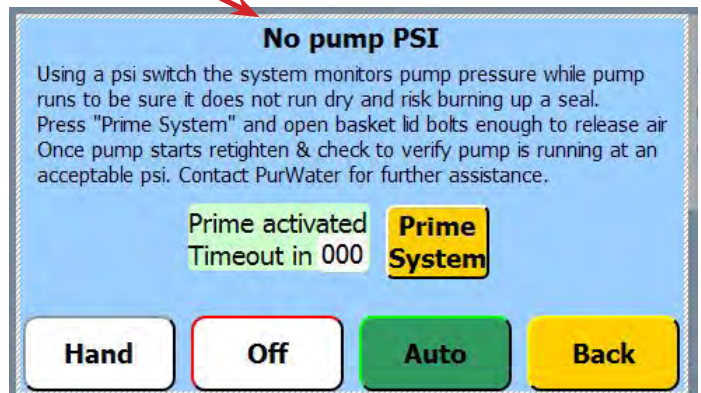 No pump PSI
Using a psi switch the system monitors pump pressure while pump
runs to be sure it does not run dry and risk burning up a seal.
Press "Prime System" and open basket lid bolts enough to release air
Once pump starts retighten & check to verify pump is running at an
acceptable psi. Contact PurWater for further assistance.
Prime activated
Timeout in 000
Prime
System
Hand
Off
Auto
Back